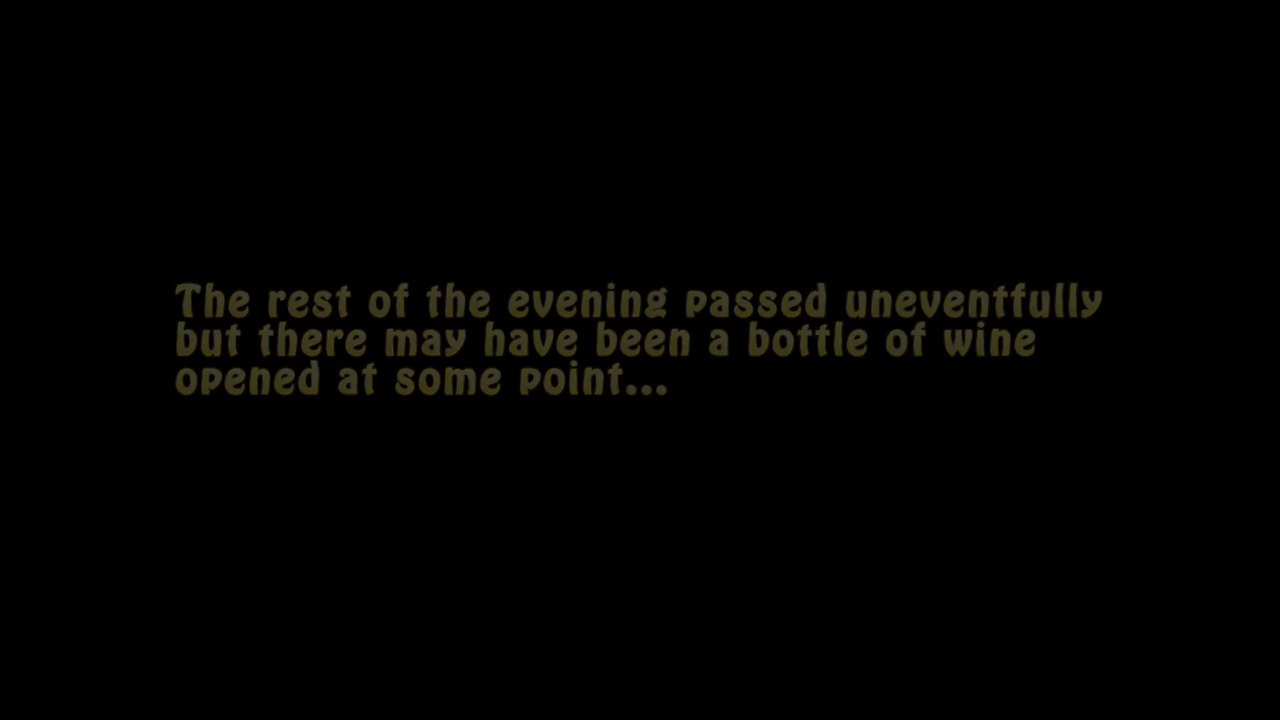 The rest of the evening passed uneventfully
but there may have been a bottle of wine
opened at some point...